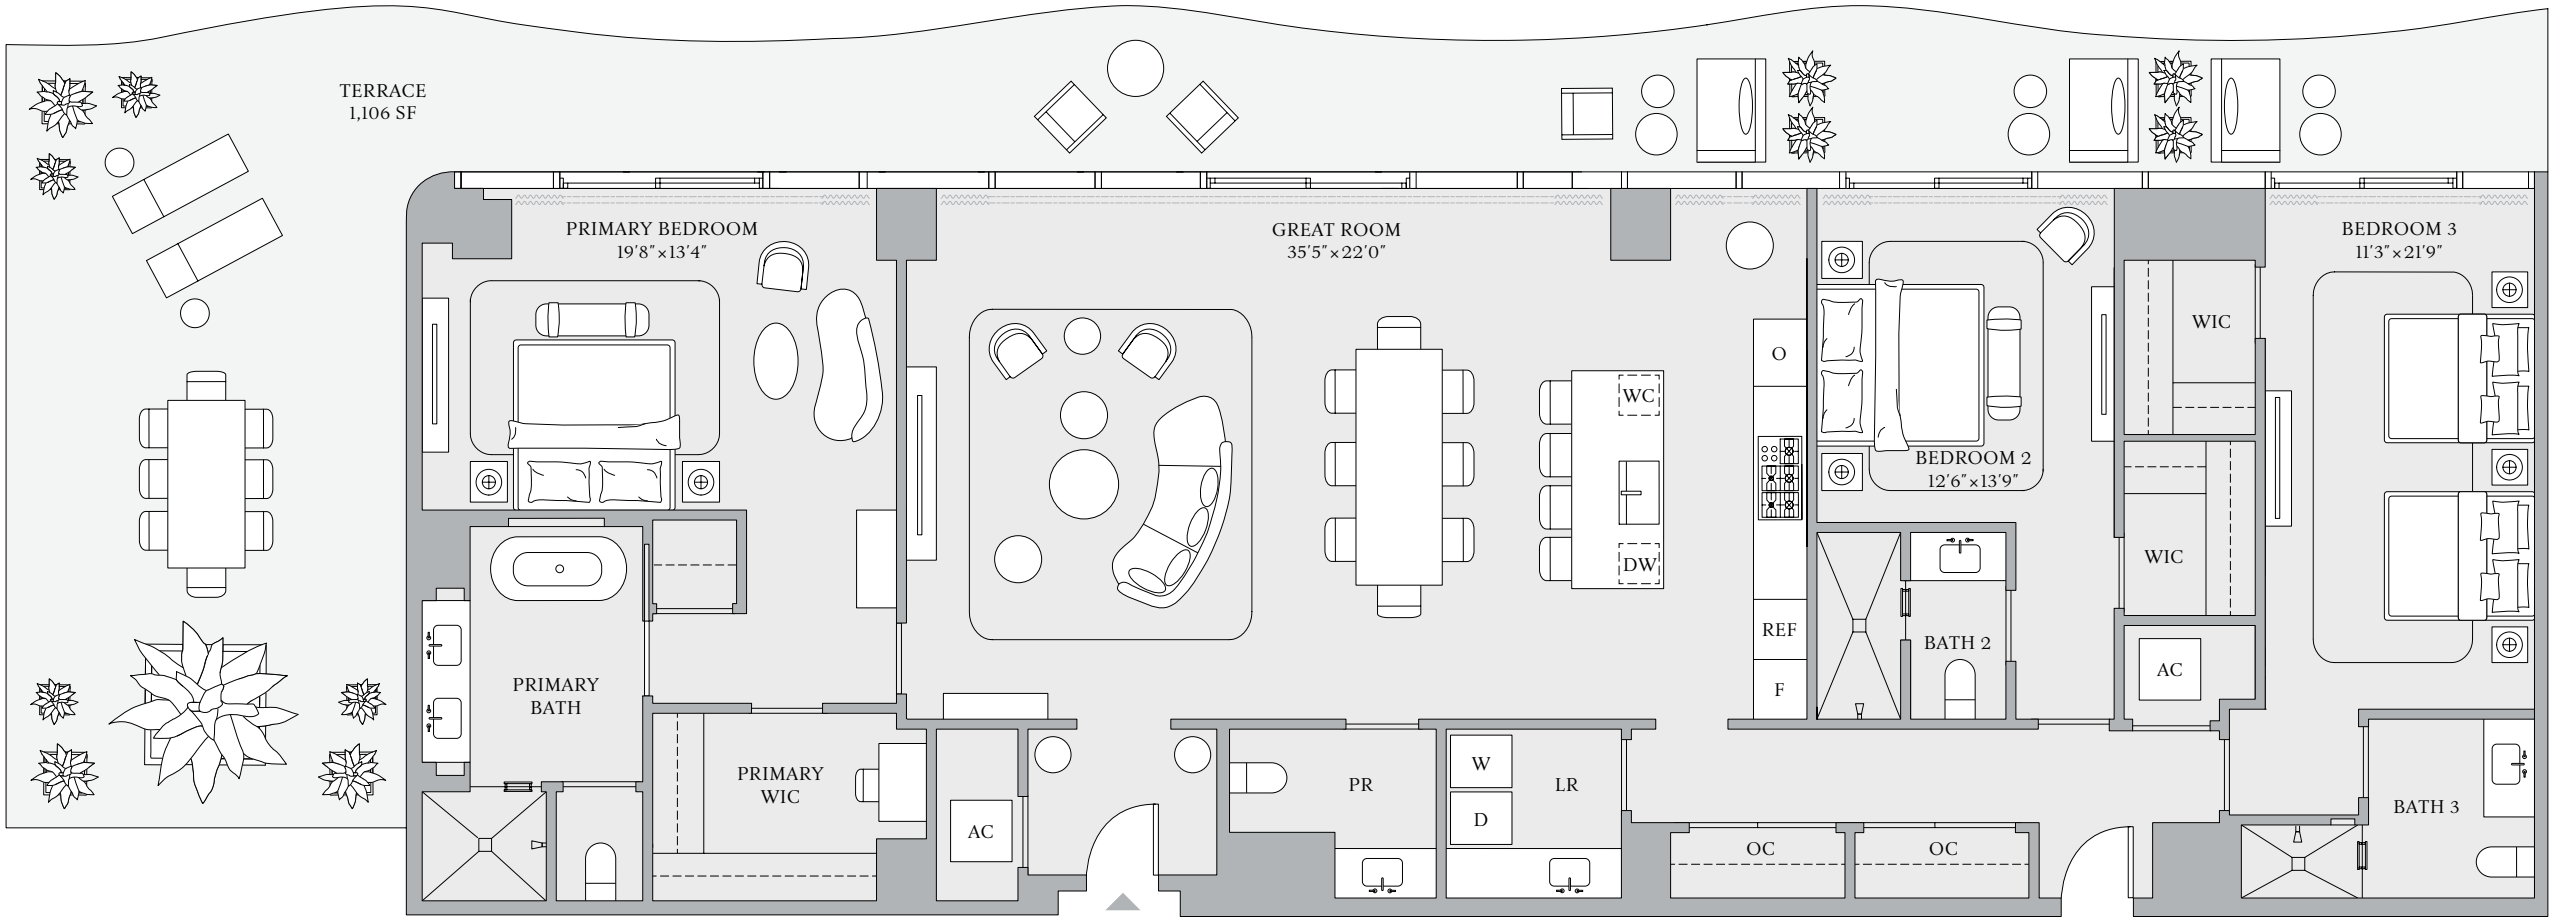 TERRACE
1,106 SF
PRIMARY BEDROOM
19'8"×13'4"
GREAT ROOM
35'5"×22'0"
BEDROOM 3
11'3"×21'9"
WIC
O
WC
BEDROOM 2
12'6"×13'9"
WIC
DW
REF
BATH 2
AC
F
PRIMARY
BATH
PRIMARY
WIC
AC
PR
W
D
LR
OC
OC
BATH 3